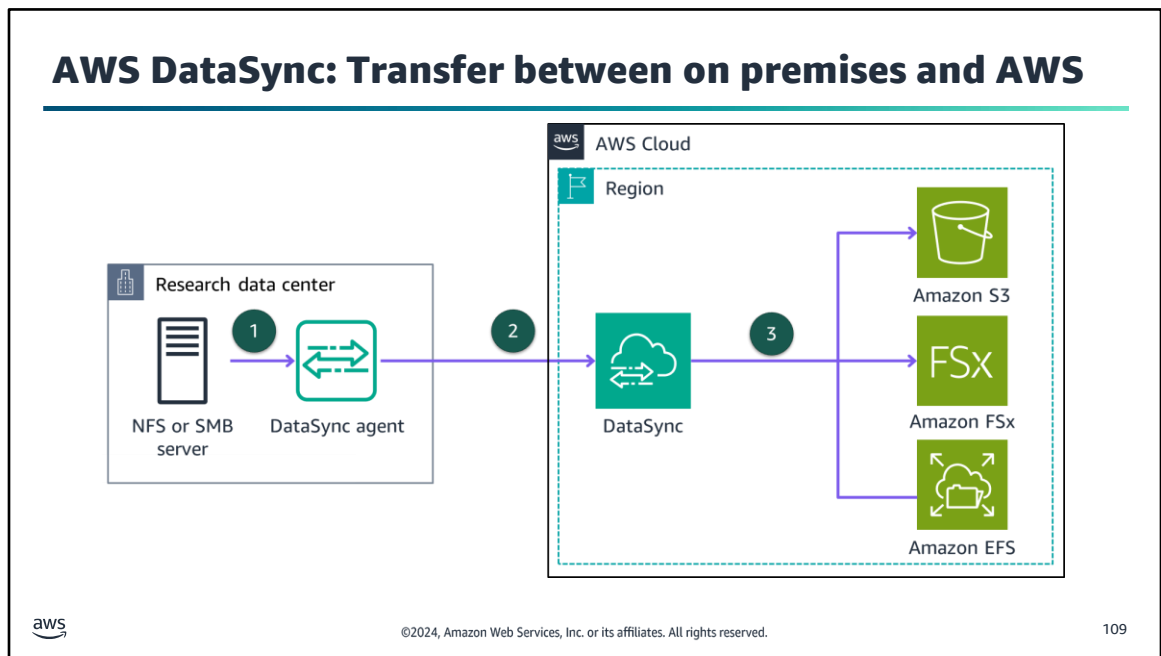 AWS DataSync: Transfer between on premises and AWS
aws
AWS Cloud
Region
Research data center
1
2
3
NFS or SMB
server
DataSync agent
DataSync
Amazon S3
FSx
Amazon FSx
Amazon EFS
aws
©2024, Amazon Web Services, Inc. or its affiliates. All rights reserved.
109